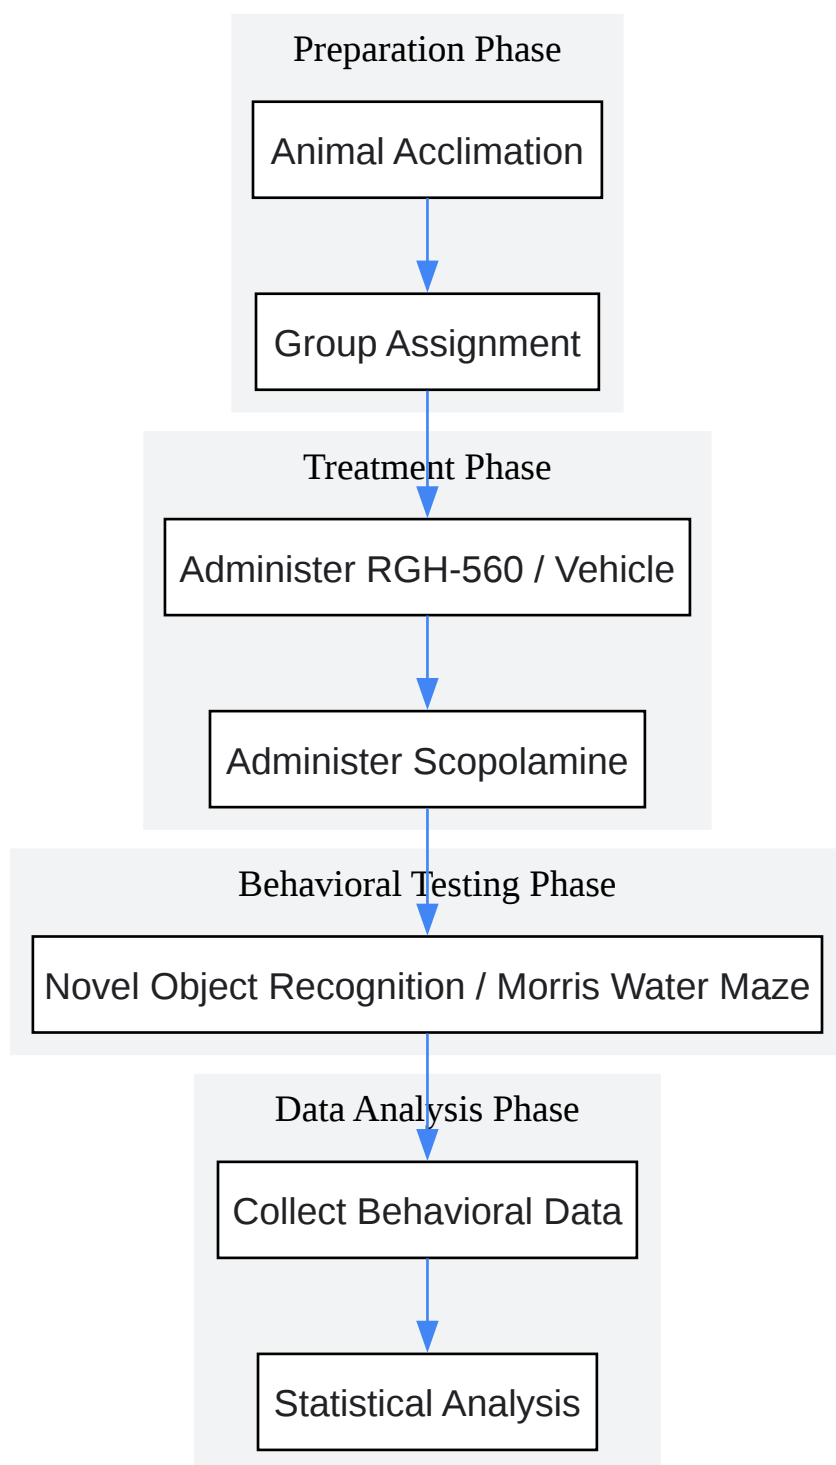 Preparation Phase
Animal Acclimation
Group Assignment
Treatment Phase
Administer RGH-560 / Vehicle
Administer Scopolamine
Behavioral Testing Phase
Novel Object Recognition / Morris Water Maze
Data Analysis Phase
Collect Behavioral Data
Statistical Analysis